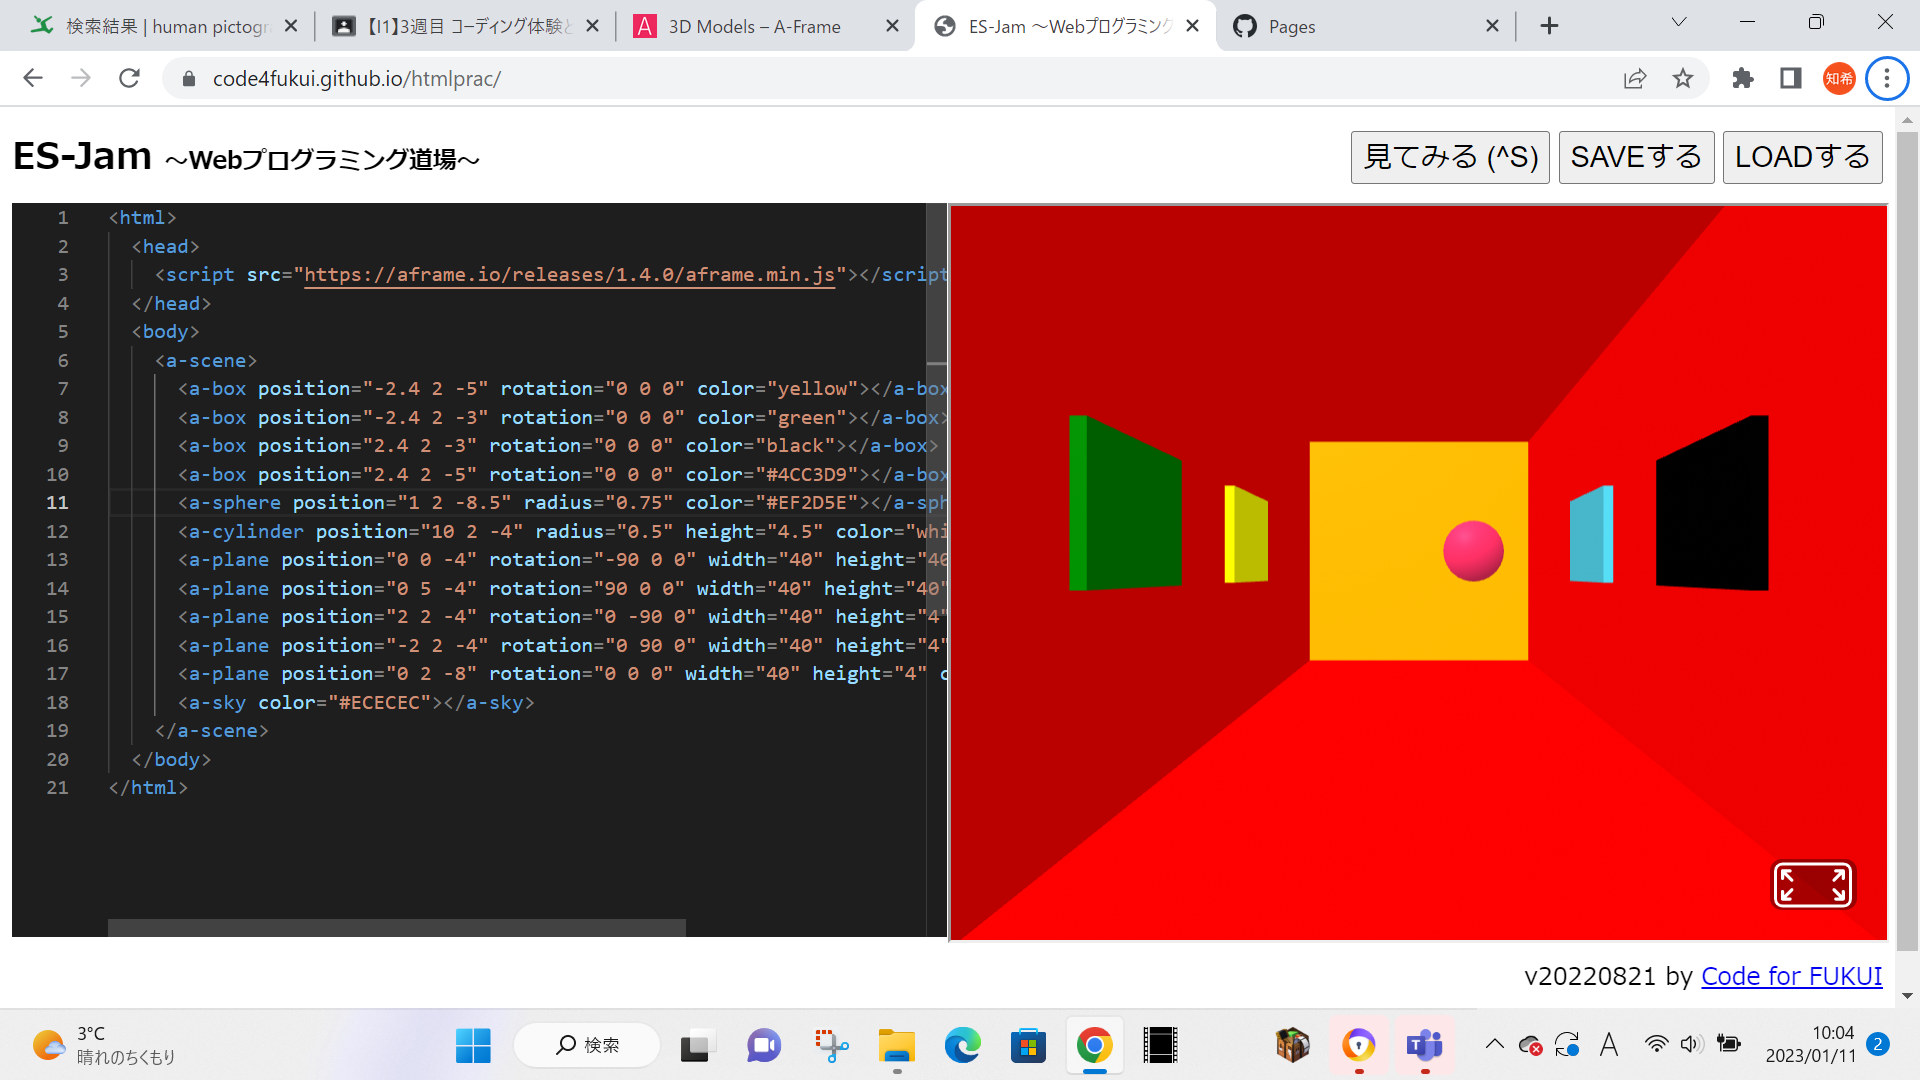 検索結果 | human pictogr
【I1】3週目 コーディング体験と
3D Models – A-Frame
ES-Jam ～Webプログラミング
Pages
code4fukui.github.io/htmlprac/
知希
ES-Jam ～Webプログラミング道場～
見てみる (^S)
SAVEする
LOADする
1 <html>
2 <head>
3 <script src="https://aframe.io/releases/1.4.0/aframe.min.js"></script
4 </head>
5 <body>
6 <a-scene>
7 <a-box position="-2.4 2 -5" rotation="0 0 0" color="yellow"></a-box
8 <a-box position="-2.4 2 -3" rotation="0 0 0" color="green"></a-box>
9 <a-box position="2.4 2 -3" rotation="0 0 0" color="black"></a-box>
10 <a-box position="2.4 2 -5" rotation="0 0 0" color="#4CC3D9"></a-box
11 <a-sphere position="1 2 -8.5" radius="0.75" color="#EF2D5E"></a-sph
12 <a-cylinder position="10 2 -4" radius="0.5" height="4.5" color="whi
13 <a-plane position="0 0 -4" rotation="-90 0 0" width="40" height="40
14 <a-plane position="0 5 -4" rotation="90 0 0" width="40" height="40"
15 <a-plane position="2 2 -4" rotation="0 -90 0" width="40" height="4"
16 <a-plane position="-2 2 -4" rotation="0 90 0" width="40" height="4"
17 <a-plane position="0 2 -8" rotation="0 0 0" width="40" height="4" c
18 <a-sky color="#ECECEC"></a-sky>
19 </a-scene>
20 </body>
21 </html>
v20220821 by Code for FUKUI
3°C
晴れのちくもり
検索
A
10:04
2023/01/11
2